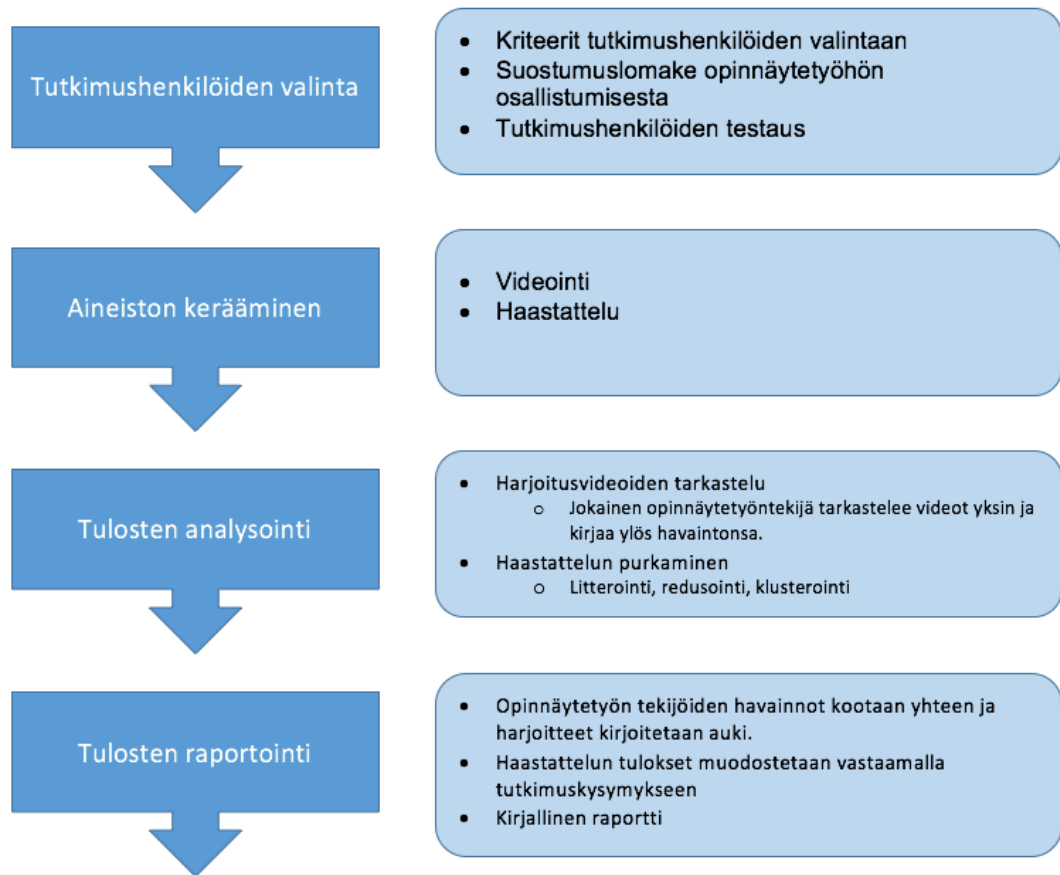 Tutkimushenkilöiden valinta
• Kriteerit tutkimushenkilöiden valintaan
• Suostumuslomake opinnäytetyöhön
osallistumisesta
• Tutkimushenkilöiden testaus
Aineiston kerääminen
• Videointi
• Haastattelu
Tulosten analysointi
• Harjoitusvideoiden tarkastelu
o Jokainen opinnäytetyöntekijä tarkastelee videot yksin ja
kirjaa ylös havaintonsa.
• Haastattelun purkaminen
o Litterointi, redusointi, klusterointi
Tulosten raportointi
• Opinnäytetyön tekijöiden havainnot kootaan yhteen ja
harjoitteet kirjoitetaan auki.
• Haastattelun tulokset muodostetaan vastaamalla
tutkimuskysymykseen
• Kirjallinen raportti